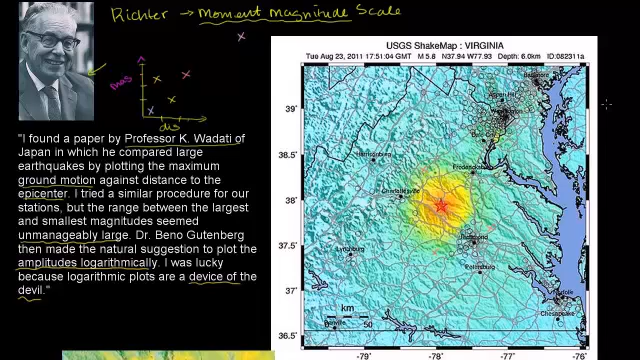 Richter → Moment Magnitude Scale
mag
dis
"I found a paper by Professor K. Wadati of
Japan in which he compared large
earthquakes by plotting the maximum
ground motion against distance to the
epicenter. I tried a similar procedure for our
stations, but the range between the largest
and smallest magnitudes seemed
unmanageably large. Dr. Beno Gutenberg
then made the natural suggestion to plot the
amplitudes logarithmically. I was lucky
because logarithmic plots are a device of the
devil."
USGS ShakeMap : VIRGINIA
Tue Aug 23, 2011 17:51:04 GMT M 5.8 N37.94 W77.93 Depth: 6.0km ID:082311a
39°
38.5°
38°
37.5°
37°
36.5°
Baltimore
Aspen Hill
Harrisonburg
Fredericksburg
Charlottesville
Richmond
Lynchburg
Petersburg
Norfolk
Chesapeake
Danville
km
0
50
-79°
-78°
-77°
-76°